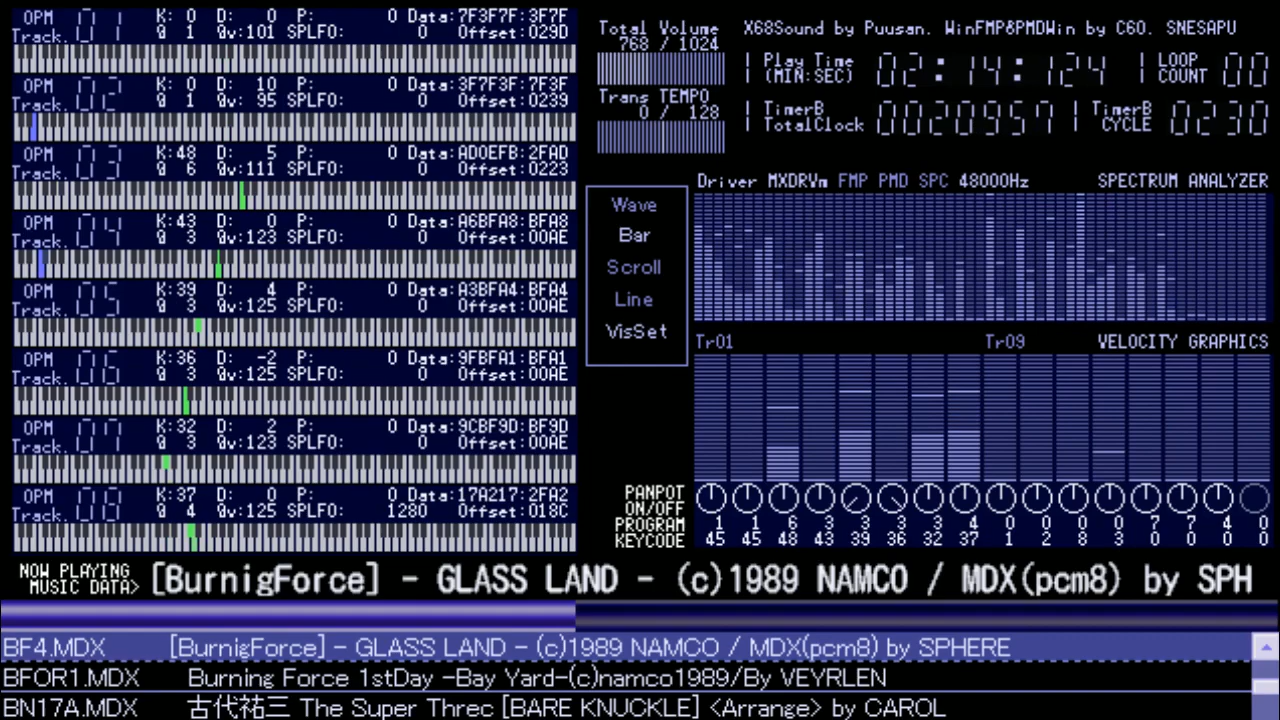 OPM Track. 01 K: 0 D: 0 P: 0 Data:7F3F7F:3F7F
@ 1 @v:101 SPLFO: 0 Offset:029D
OPM Track. 02 K: 0 D: 10 P: 0 Data:3F7F3F:7F3F
@ 1 @v: 95 SPLFO: 0 Offset:0239
OPM Track. 03 K:48 D: 5 P: 0 Data:AD0EFB:2FAD
@ 6 @v:111 SPLFO: 0 Offset:0223
OPM Track. 04 K:43 D: 0 P: 0 Data:A6BFA8:BFA8
@ 3 @v:123 SPLFO: 0 Offset:00AE
OPM Track. 05 K:39 D: 4 P: 0 Data:A3BFA4:BFA4
@ 3 @v:125 SPLFO: 0 Offset:00AE
OPM Track. 06 K:36 D: -2 P: 0 Data:9FBFA1:BFA1
@ 3 @v:125 SPLFO: 0 Offset:00AE
OPM Track. 07 K:32 D: 2 P: 0 Data:9CBF9D:BF9D
@ 3 @v:123 SPLFO: 0 Offset:00AE
OPM Track. 08 K:37 D: 0 P: 0 Data:17A217:2FA2
@ 4 @v:125 SPLFO: 1280 Offset:018C
Total Volume
768 / 1024
Trans TEMPO
0 / 128
X68Sound by Puusan. WinFMP&PMDWin by C60. SNESAPU
Play Time (MIN:SEC) 02:14:124 LOOP COUNT 00
TimerB TotalClock 0020957 TimerB CYCLE 0230
Wave
Bar
Scroll
Line
VisSet
Driver MXDRVm FMP PMD SPC 48000Hz SPECTRUM ANALYZER
Tr01 Tr09 VELOCITY GRAPHICS
PANPOT
ON/OFF
PROGRAM 1 1 6 3 3 3 3 4 0 0 0 0 7 7 4 0
KEYCODE 45 45 48 43 39 36 32 37 1 2 8 3 0 0 0 0
NOW PLAYING MUSIC DATA> [BurnigForce] - GLASS LAND - (c)1989 NAMCO / MDX(pcm8) by SPH
BF4.MDX [BurnigForce] - GLASS LAND - (c)1989 NAMCO / MDX(pcm8) by SPHERE
BFOR1.MDX Burning Force 1stDay -Bay Yard-(c)namco1989/By VEYRLEN
BN17A.MDX 古代祐三 The Super Threc [BARE KNUCKLE] <Arrange> by CAROL